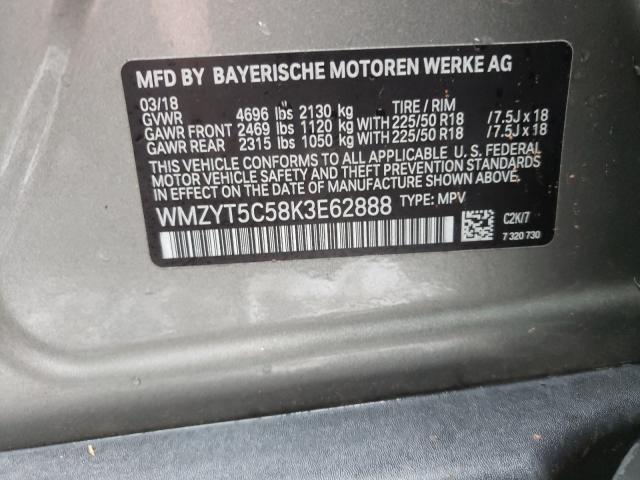 MFD BY BAYERISCHE MOTOREN WERKE AG
03/18 TIRE / RIM
GVWR 4696 lbs 2130 kg
GAWR FRONT 2469 lbs 1120 kg WITH 225/50 R18 /7.5J x 18
GAWR REAR 2315 lbs 1050 kg WITH 225/50 R18 /7.5J x 18
THIS VEHICLE CONFORMS TO ALL APPLICABLE U. S. FEDERAL
MOTOR VEHICLE SAFETY AND THEFT PREVENTION STANDARDS
IN EFFECT ON THE DATE OF MANUFACTURE SHOWN ABOVE.
WMZYT5C58K3E62888 TYPE: MPV
C2K/7
7 320 730